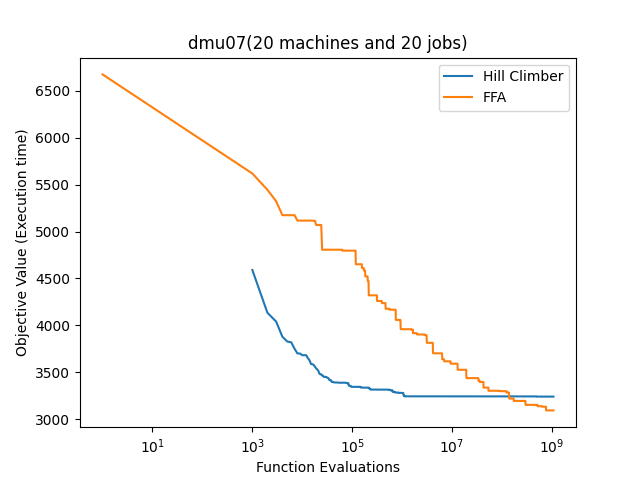 dmu07(20 machines and 20 jobs)
Hill Climber
FFA
Objective Value (Execution time)
6500
6000
5500
5000
4500
4000
3500
3000
10¹
10³
10⁵
10⁷
10⁹
Function Evaluations